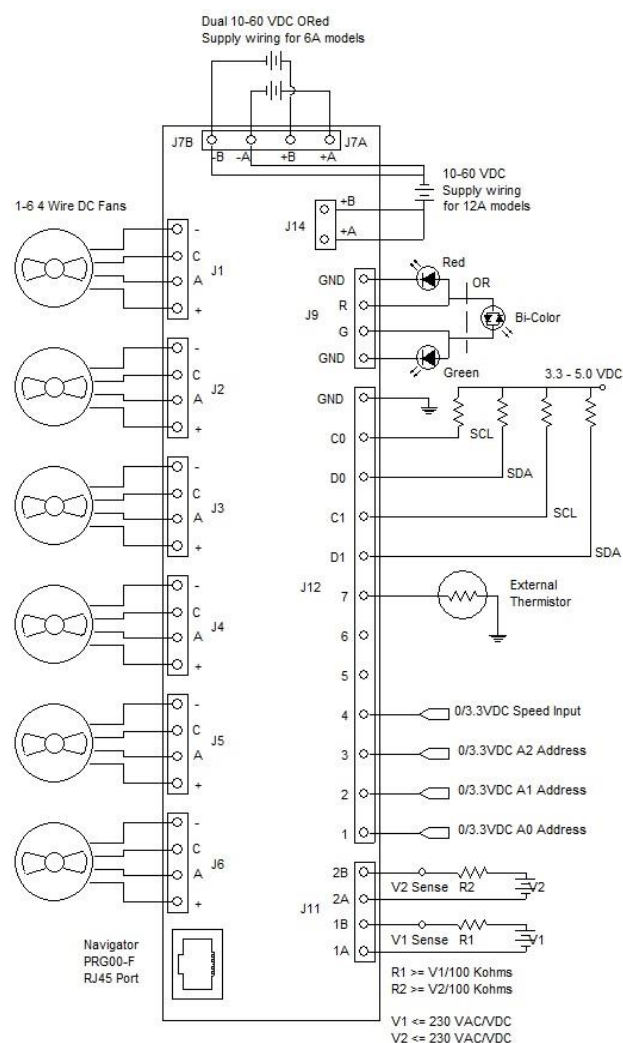 Dual 10-60 VDC ORed
Supply wiring for 6A models
J7B
-B
-A
+B
+A
J7A
10-60 VDC
Supply wiring
for 12A models
+B
J14
+A
1-6 4 Wire DC Fans
-
C
J1
A
+
-
C
J2
A
+
-
C
J3
A
+
-
C
J4
A
+
-
C
J5
A
+
-
C
J6
A
+
Navigator
PRG00-F
RJ45 Port
GND
Red
R
OR
J9
Bi-Color
G
GND
Green
3.3 - 5.0 VDC
GND
C0
SCL
D0
SDA
C1
SCL
D1
SDA
J12
7
External
Thermistor
6
5
4
0/3.3VDC Speed Input
3
0/3.3VDC A2 Address
2
0/3.3VDC A1 Address
1
0/3.3VDC A0 Address
2B
V2 Sense
R2
V2
2A
J11
1B
V1 Sense
R1
V1
1A
R1 >= V1/100 Kohms
R2 >= V2/100 Kohms
V1 <= 230 VAC/VDC
V2 <= 230 VAC/VDC